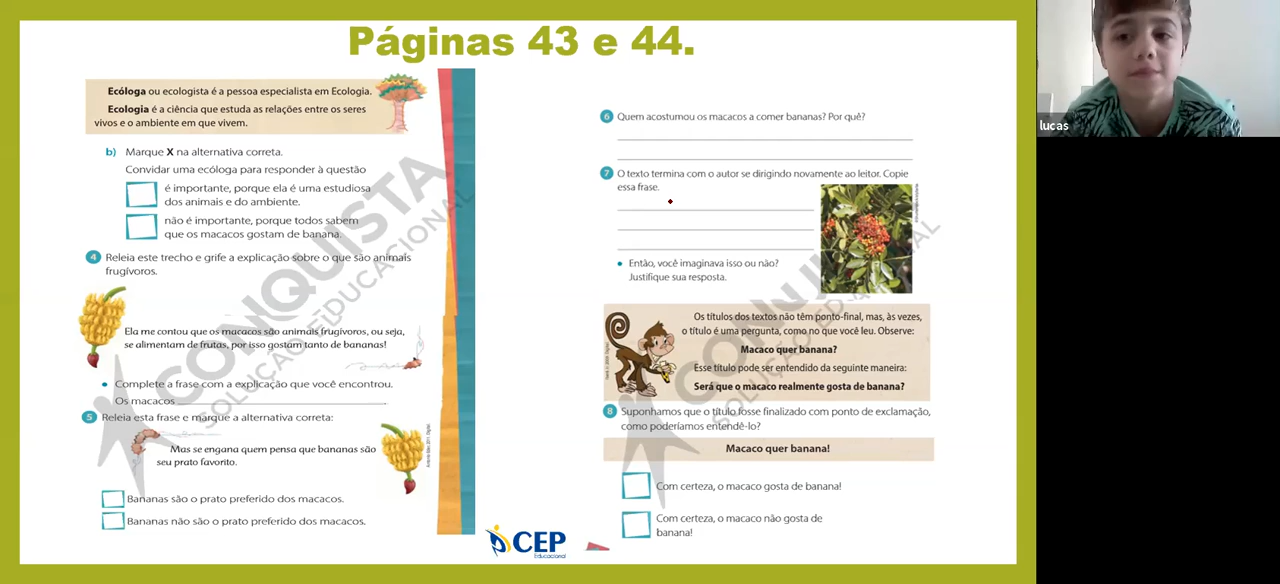 Páginas 43 e 44.
Ecóloga ou ecologista é a pessoa especialista em Ecologia.
Ecologia é a ciência que estuda as relações entre os seres
vivos e o ambiente em que vivem.
b) Marque X na alternativa correta.
Convidar uma ecóloga para responder à questão
é importante, porque ela é uma estudiosa
dos animais e do ambiente.
não é importante, porque todos sabem
que os macacos gostam de banana.
4 Releia este trecho e grife a explicação sobre o que são animais
frugívoros.
Ela me contou que os macacos são animais frugívoros, ou seja,
se alimentam de frutas, por isso gostam tanto de bananas!
• Complete a frase com a explicação que você encontrou.
Os macacos
5 Releia esta frase e marque a alternativa correta:
Mas se engana quem pensa que bananas são
seu prato favorito.
Bananas são o prato preferido dos macacos.
Bananas não são o prato preferido dos macacos.
6 Quem acostumou os macacos a comer bananas? Por quê?
7 O texto termina com o autor se dirigindo novamente ao leitor. Copie
essa frase.
• Então, você imaginava isso ou não?
Justifique sua resposta.
Os títulos dos textos não têm ponto-final, mas, às vezes,
o título é uma pergunta, como no que você leu. Observe:
Macaco quer banana?
Esse título pode ser entendido da seguinte maneira:
Será que o macaco realmente gosta de banana?
8 Suponhamos que o título fosse finalizado com ponto de exclamação,
como poderíamos entendê-lo?
Macaco quer banana!
Com certeza, o macaco gosta de banana!
Com certeza, o macaco não gosta de
banana!
CEP
Educacional
CONQUISTA
SOLUÇÃO EDUCACIONAL
lucas